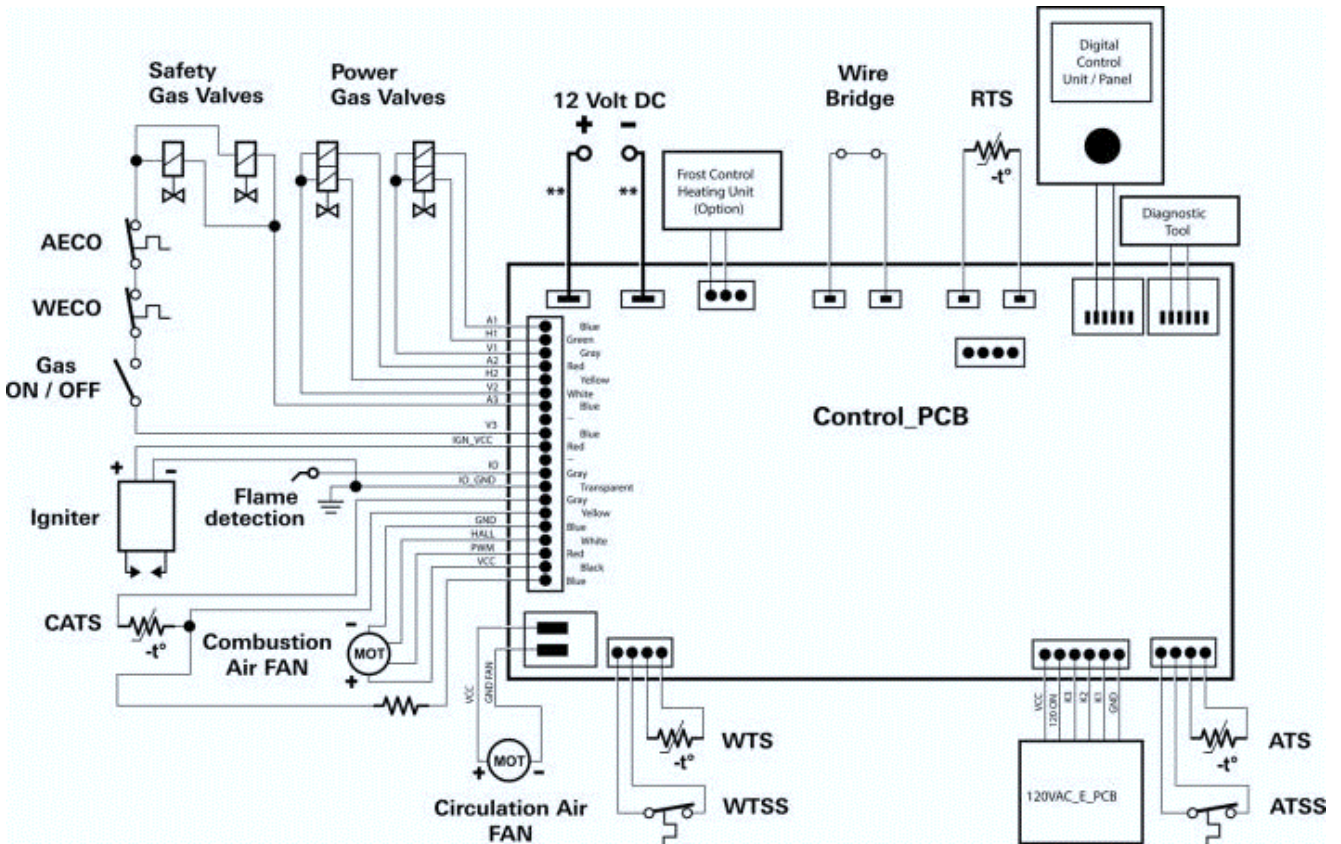 Safety
Gas Valves
Power
Gas Valves
12 Volt DC
+ -
** **
Wire
Bridge
RTS
-t°
Digital
Control
Unit / Panel
Frost Control
Heating Unit
(Option)
Diagnostic
Tool
AECO
WECO
Gas
ON / OFF
A1 Blue
H1 Green
V1 Gray
A2 Red
H2 Yellow
V2 White
A3 Blue
–
V3 Blue
IGN_VCC Red
–
IO Gray
IO_GND Transparent
Gray
Yellow
GND Blue
HALL White
PWM Red
VCC Black
Blue
Control_PCB
+ -
Igniter
Flame
detection
CATS
-t°
Combustion
Air FAN
-
MOT
+
VCC
GND FAN
+ MOT -
Circulation Air
FAN
WTS
-t°
WTSS
VCC
120 ON
K3
K2
K1
GND
120VAC_E_PCB
ATS
-t°
ATSS